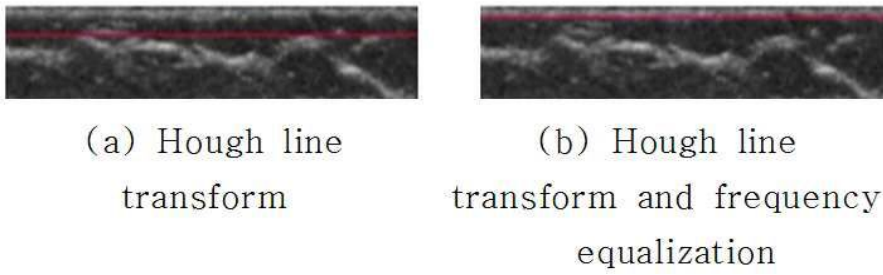 (a) Hough line
transform
(b) Hough line
transform and frequency
equalization